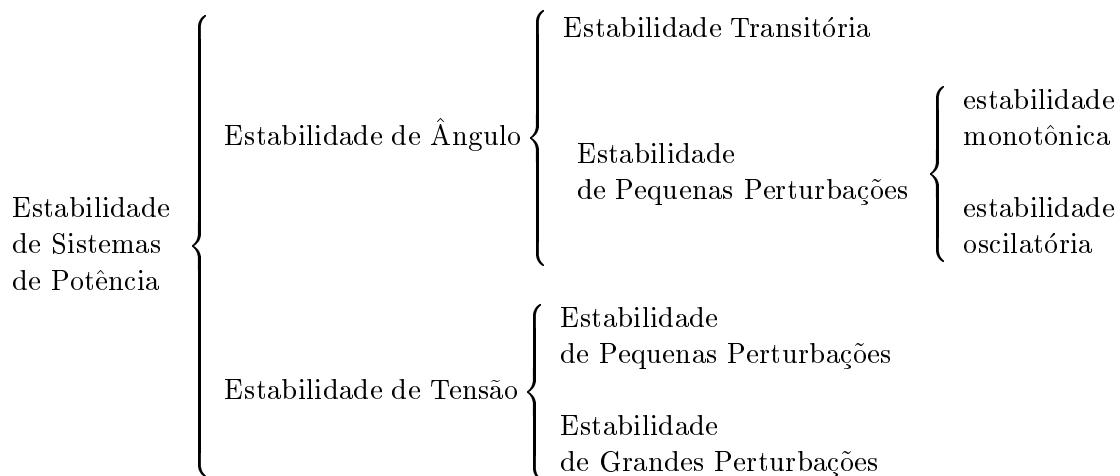 Estabilidade
de Sistemas
de Potência
Estabilidade de Ângulo
Estabilidade Transitória
Estabilidade
de Pequenas Perturbações
estabilidade
monotônica
estabilidade
oscilatória
Estabilidade de Tensão
Estabilidade
de Pequenas Perturbações
Estabilidade
de Grandes Perturbações